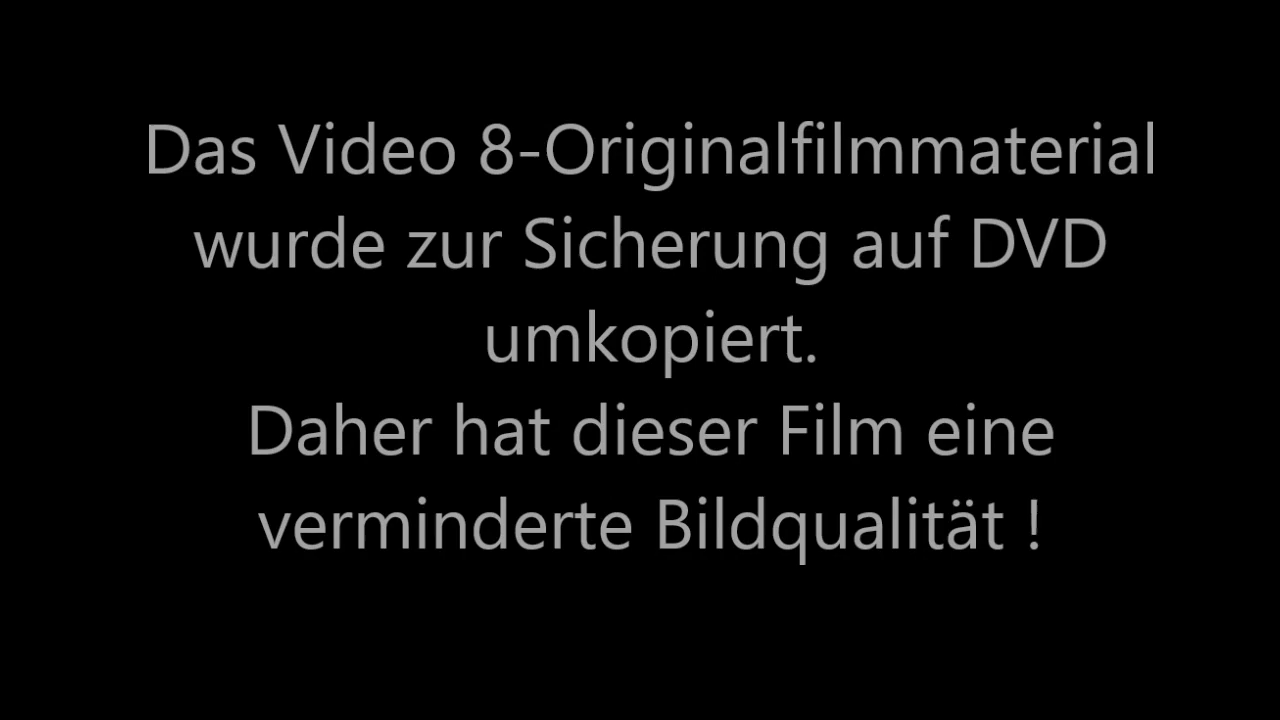 Das Video 8-Originalfilmmaterial
wurde zur Sicherung auf DVD
umkopiert.
Daher hat dieser Film eine
verminderte Bildqualität !